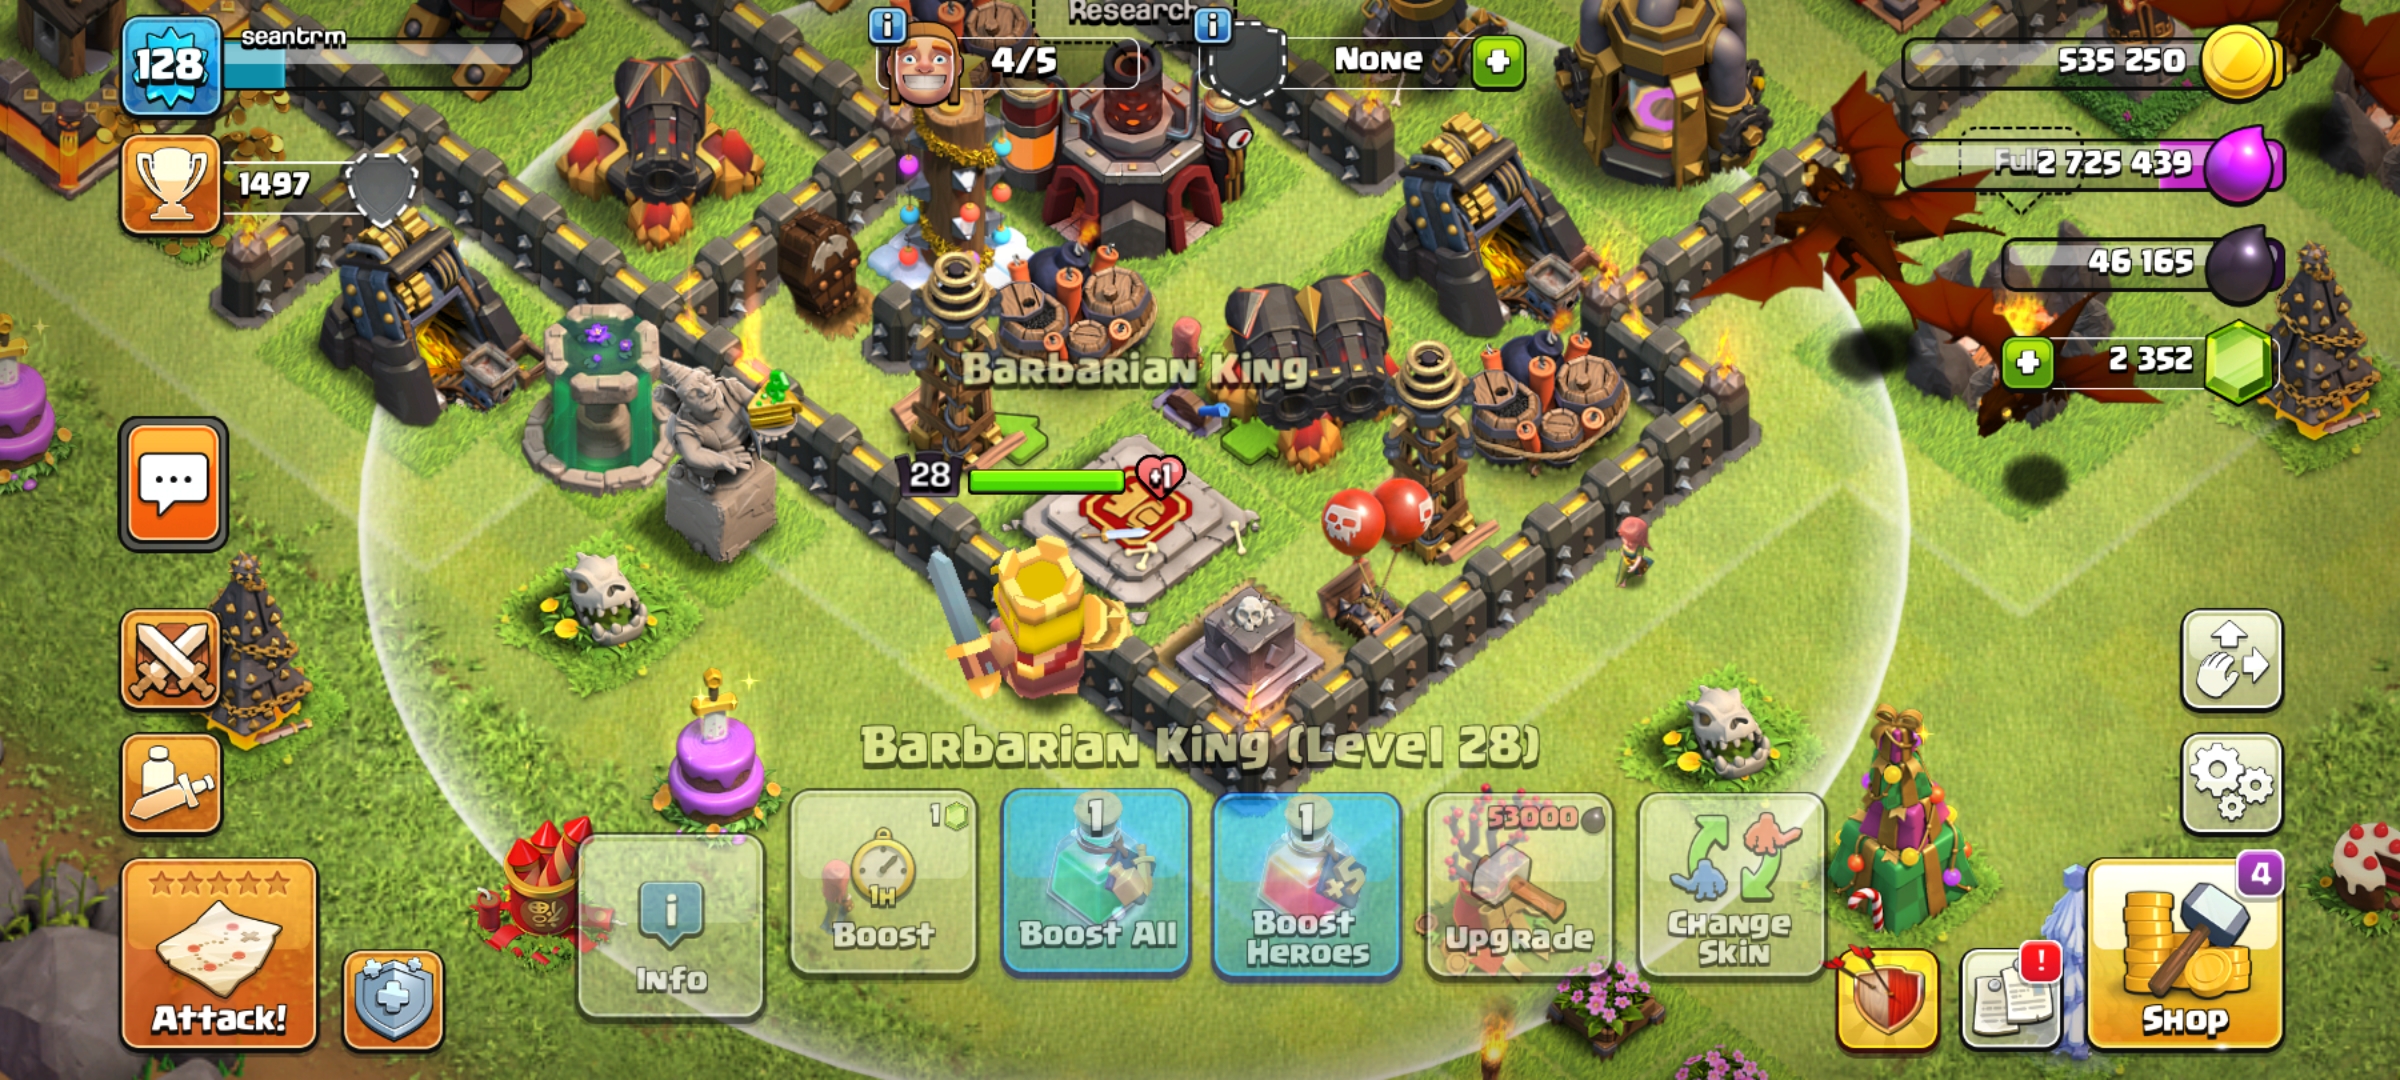 Research
128
seantrm
4/5
None
535 250
1497
Full
2 725 439
46 165
2 352
Barbarian King
28
+1
Barbarian King (Level 28)
1
1H
Boost
1
Boost All
1
x5
Boost
Heroes
53000
Upgrade
Change
Skin
Info
Attack!
4
!
Shop